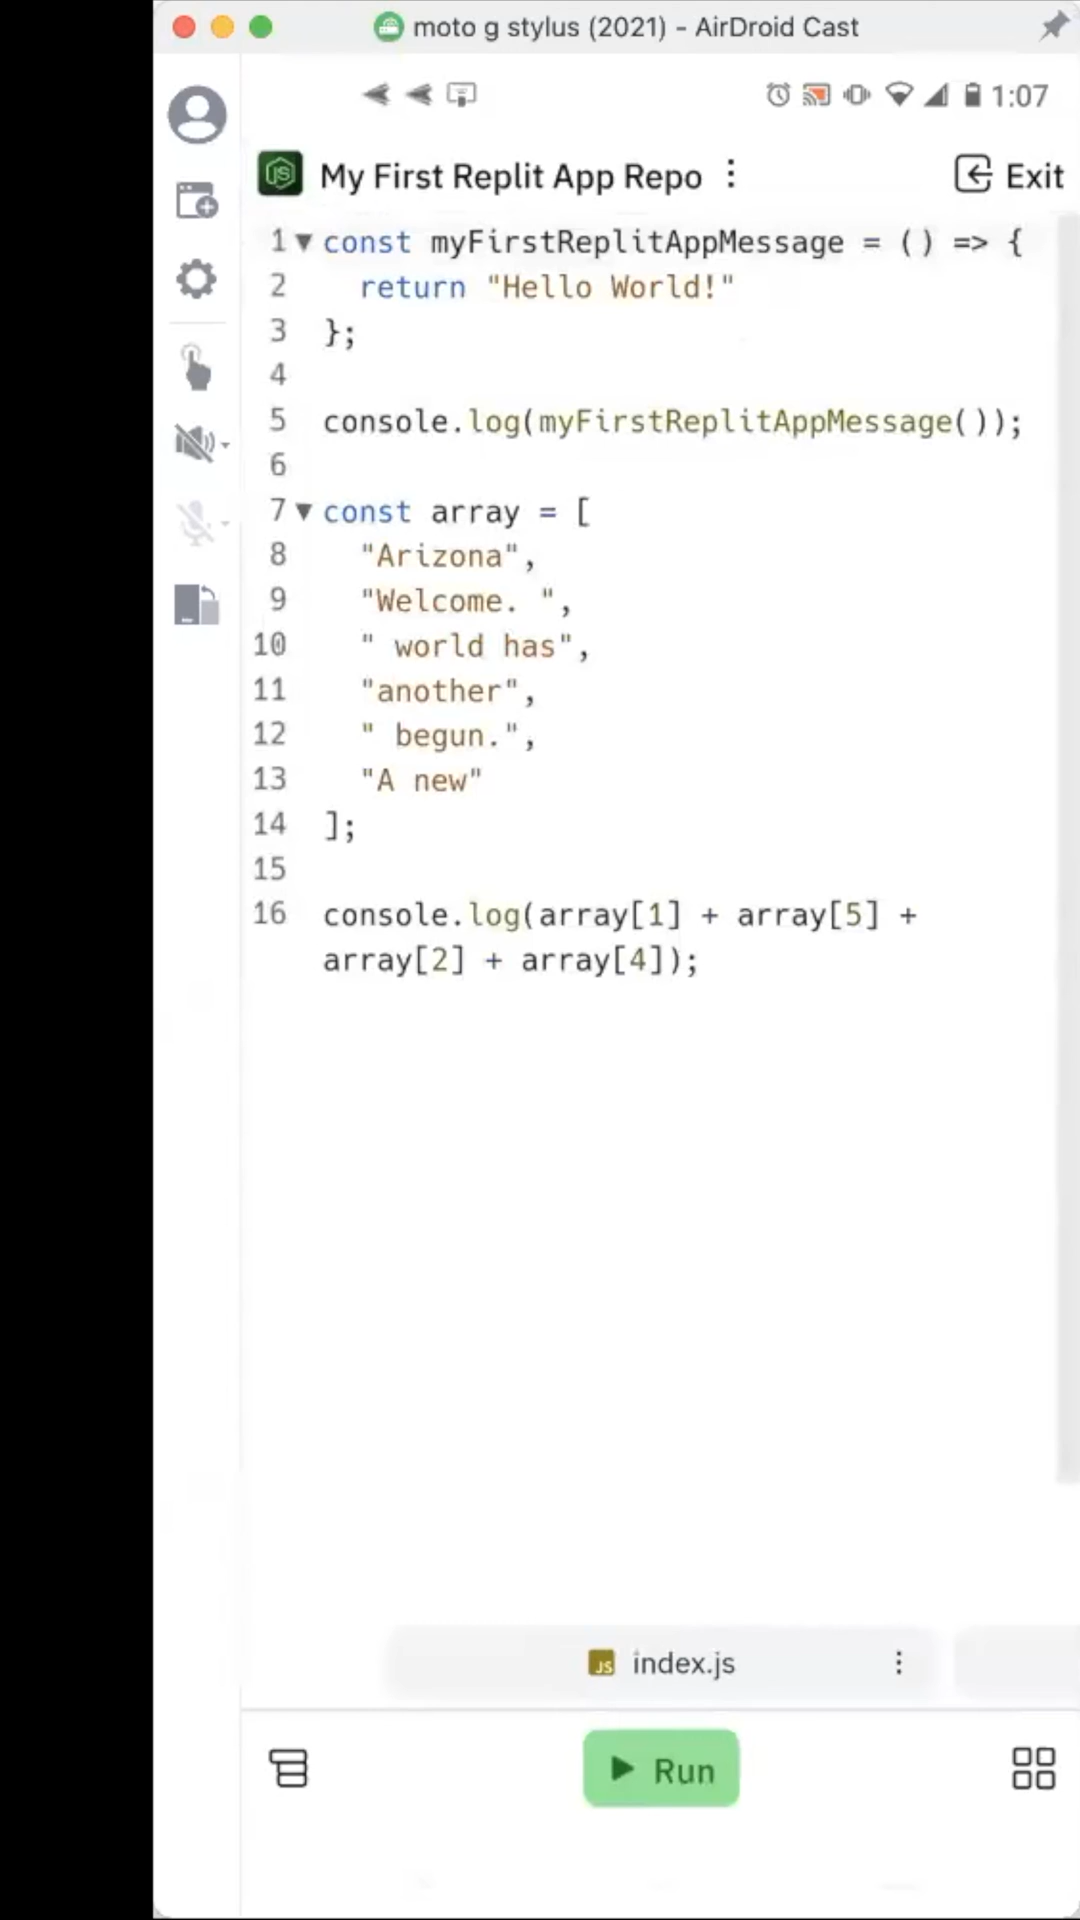 moto g stylus (2021) - AirDroid Cast
1:07
JS My First Replit App Repo Exit
1 const myFirstReplitAppMessage = () => {
2 return "Hello World!"
3 };
4
5 console.log(myFirstReplitAppMessage());
6
7 const array = [
8 "Arizona",
9 "Welcome. ",
10 " world has",
11 "another",
12 " begun.",
13 "A new"
14 ];
15
16 console.log(array[1] + array[5] +
array[2] + array[4]);
JS index.js
Run